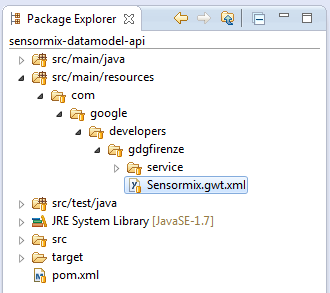 Package Explorer
sensormix-datamodel-api
src/main/java
src/main/resources
com
google
developers
gdgfirenze
service
Sensormix.gwt.xml
src/test/java
JRE System Library [JavaSE-1.7]
src
target
pom.xml